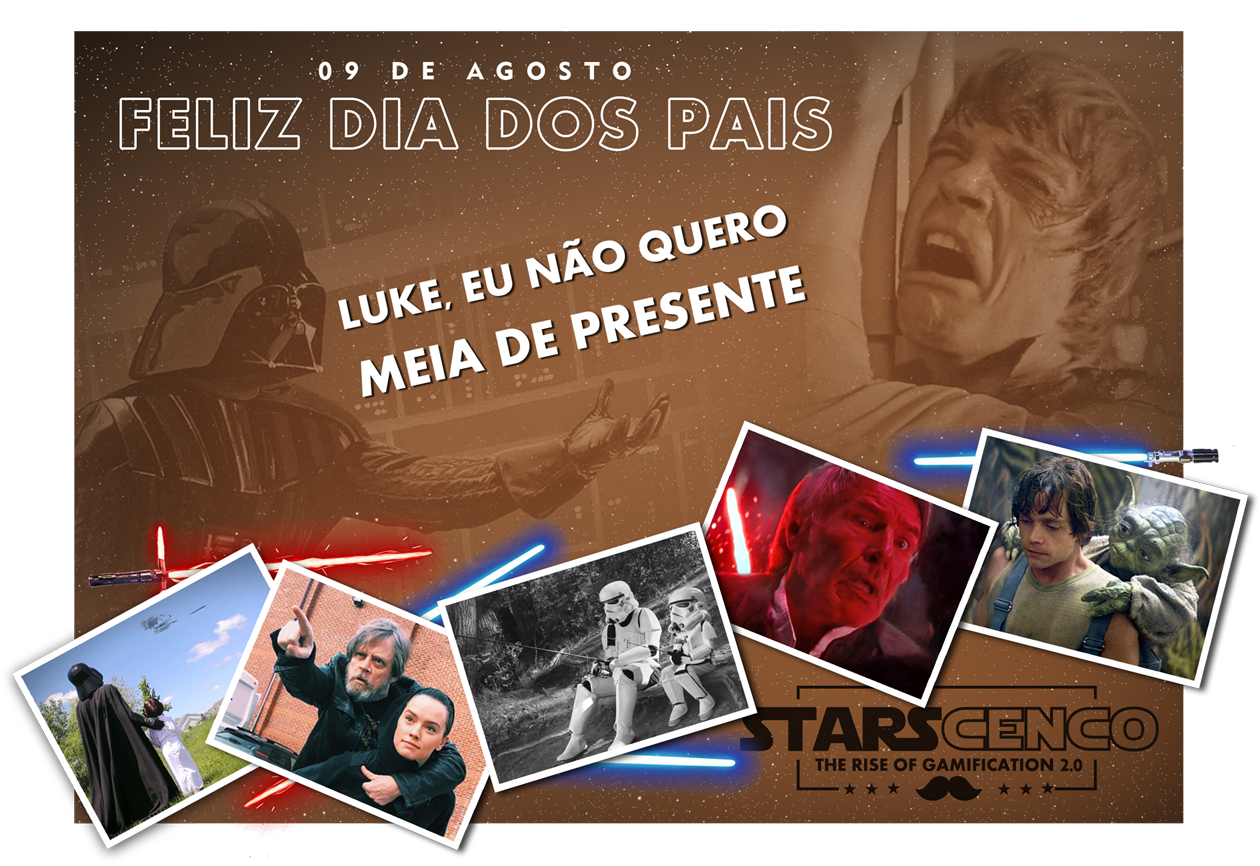 09 DE AGOSTO
FELIZ DIA DOS PAIS
LUKE, EU NÃO QUERO
MEIA DE PRESENTE
STARSCENCO
THE RISE OF GAMIFICATION 2.0